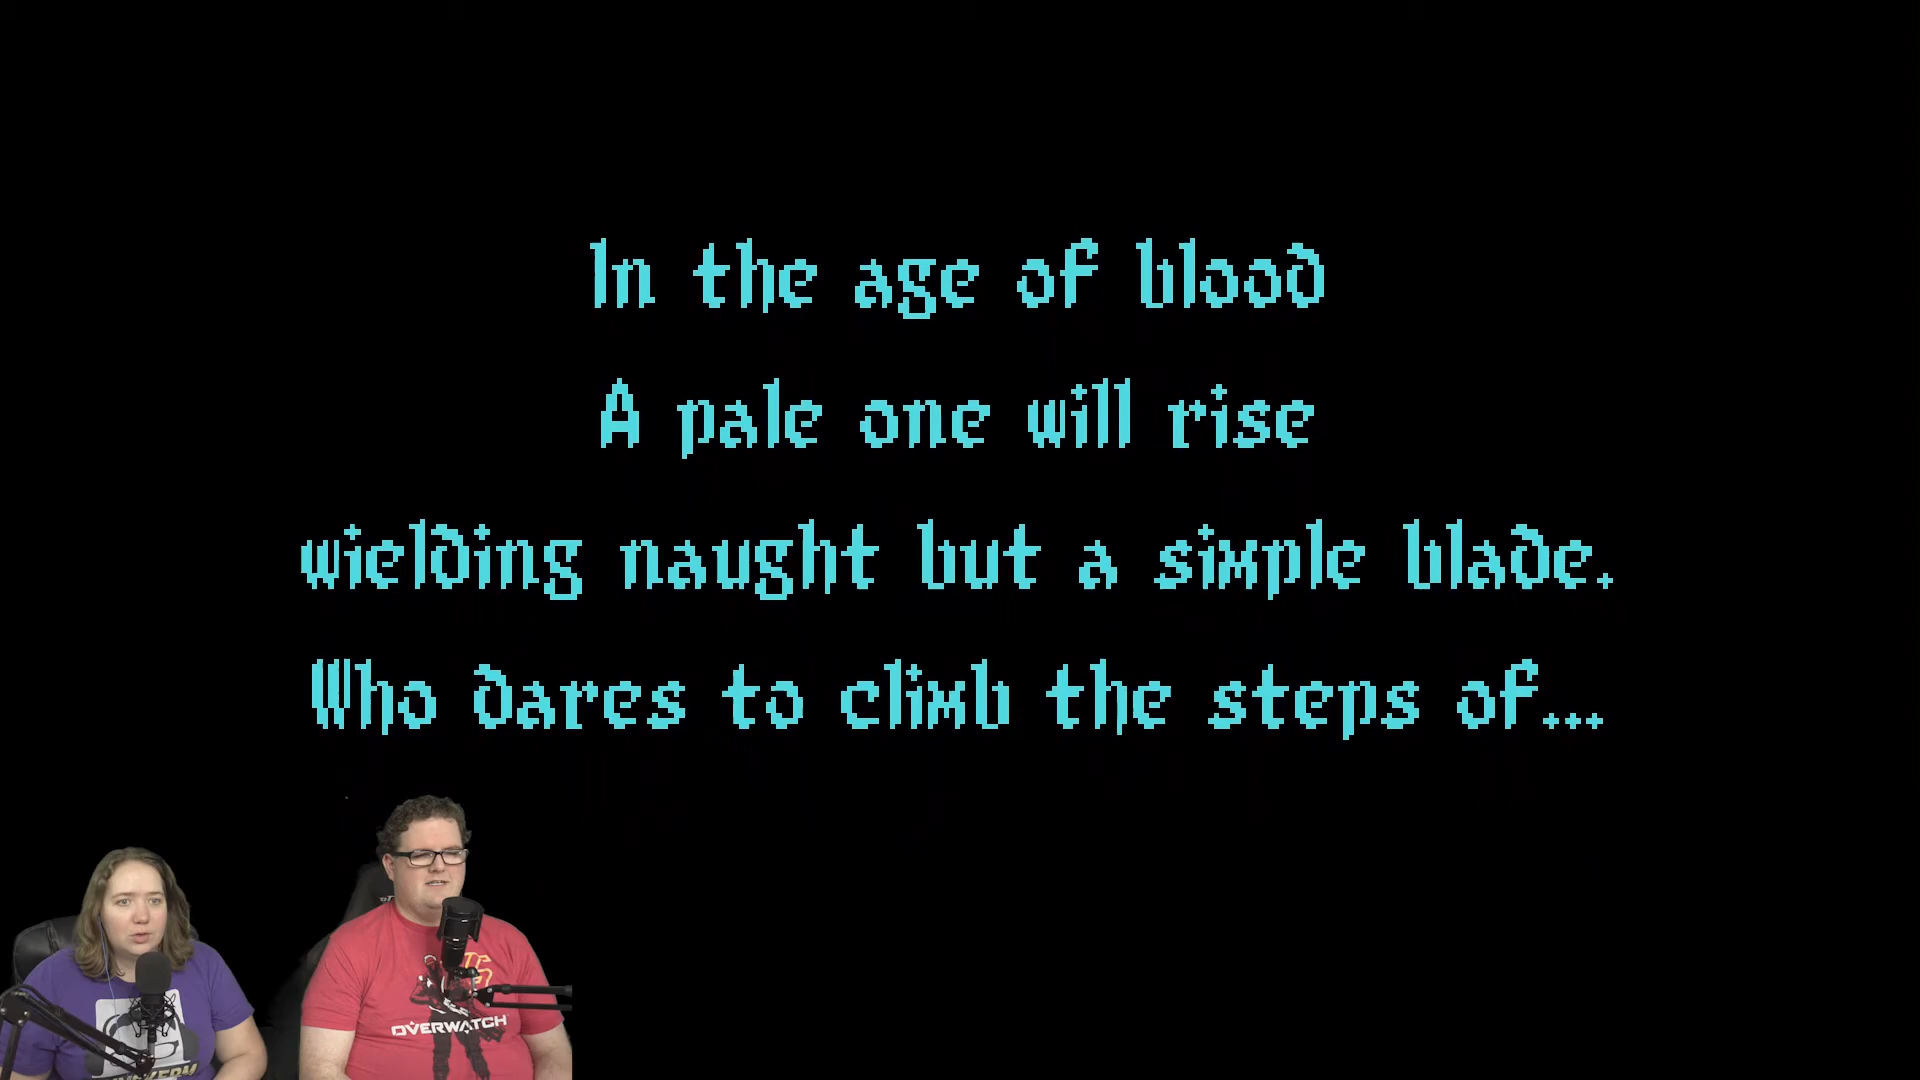 In the age of blood
A pale one will rise
wielding naught but a simple blade.
Who dares to climb the steps of...
OVERWATCH